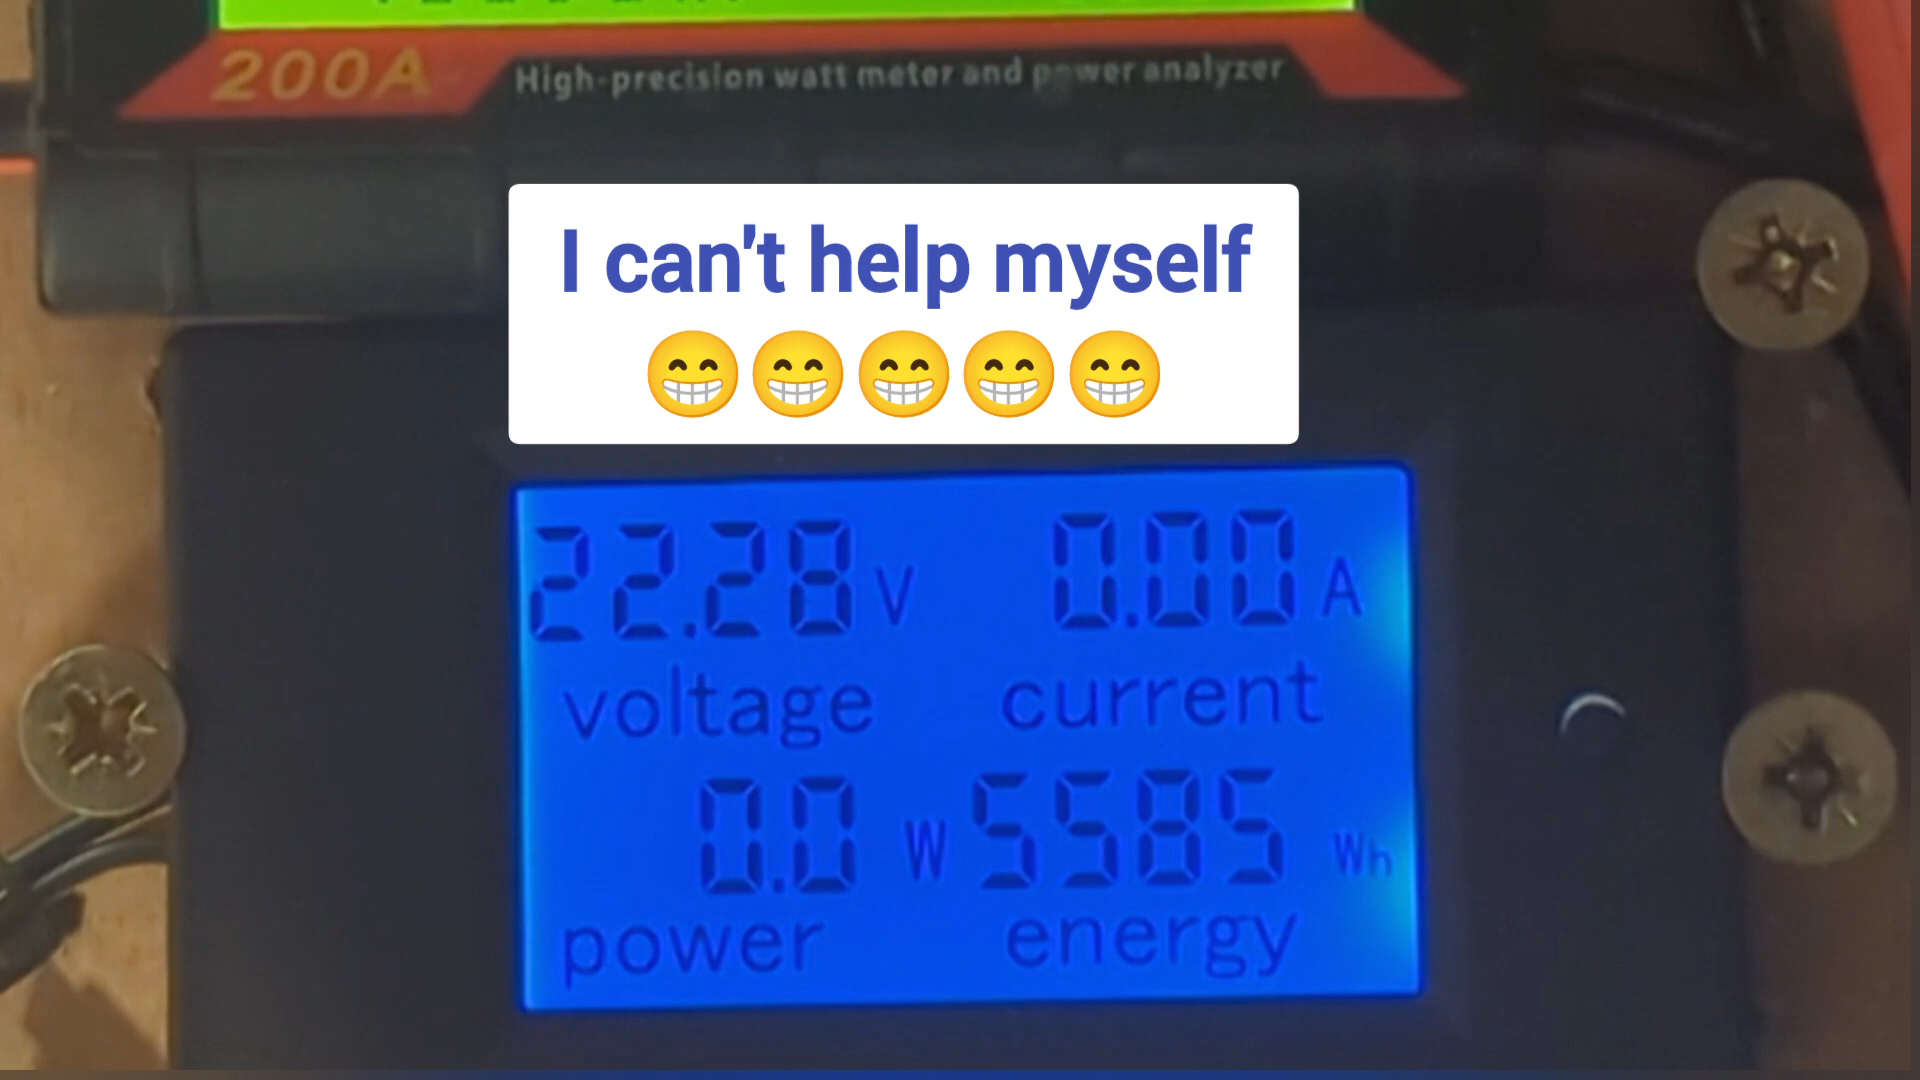 200A High-precision watt meter and power analyzer
I can't help myself
😁😁😁😁😁
22.28 V 0.00 A
voltage current
0.0 W 5585 Wh
power energy